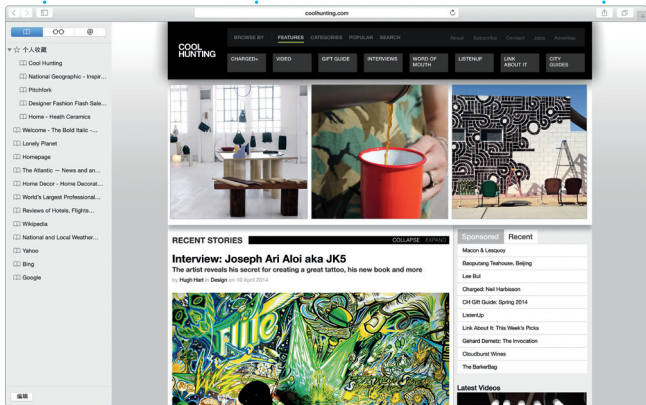 coolhunting.com
@
个人收藏
Cool Hunting
National Geographic - Inspir...
Pitchfork
Designer Fashion Flash Sale...
Home - Heath Ceramics
Welcome - The Bold Italic -...
Lonely Planet
Homepage
The Atlantic — News and an...
Home Decor - Home Decorat...
World's Largest Professional...
Reviews of Hotels, Flights...
Wikipedia
National and Local Weather...
Yahoo
Bing
Google
编辑
COOL
HUNTING
BROWSE BY FEATURES CATEGORIES POPULAR SEARCH
About Subscribe Contact Jobs Advertise
CHARGED+ VIDEO GIFT GUIDE INTERVIEWS WORD OF MOUTH LISTENUP LINK ABOUT IT CITY GUIDES
RECENT STORIES COLLAPSE EXPAND
Interview: Joseph Ari Aloi aka JK5
The artist reveals his secret for creating a great tattoo, his new book and more
by Hugh Hart in Design on 10 April 2014
Sponsored Recent
Macon & Lesquoy
Baoputang Teahouse, Beijing
Lee Bul
Charged: Neil Harbisson
CH Gift Guide: Spring 2014
ListenUp
Link About It: This Week's Picks
Gehard Demetz: The Invocation
Cloudburst Wines
The BarkerBag
Latest Videos